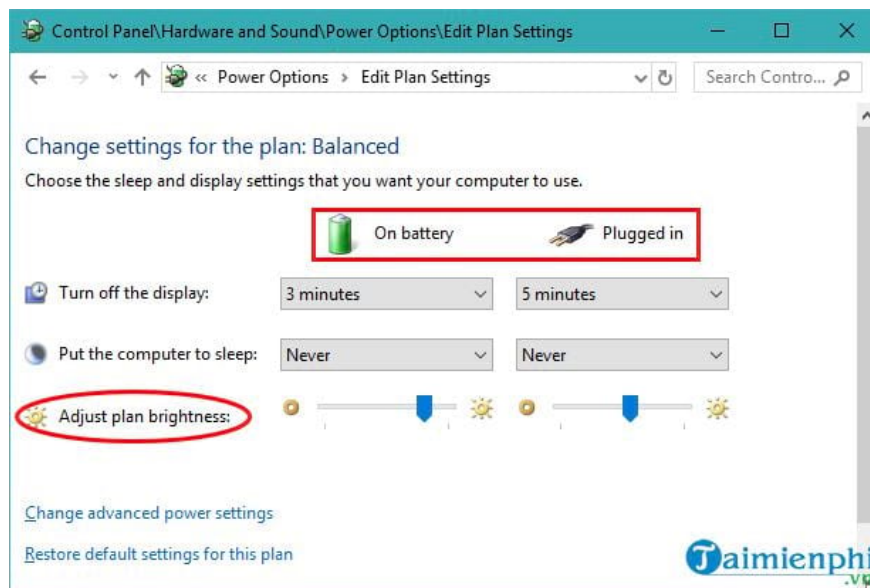 Control Panel\Hardware and Sound\Power Options\Edit Plan Settings
« Power Options › Edit Plan Settings
Search Contro...
Change settings for the plan: Balanced
Choose the sleep and display settings that you want your computer to use.
On battery Plugged in
Turn off the display: 3 minutes 5 minutes
Put the computer to sleep: Never Never
Adjust plan brightness:
Change advanced power settings
Restore default settings for this plan
Taimienphi
.vn